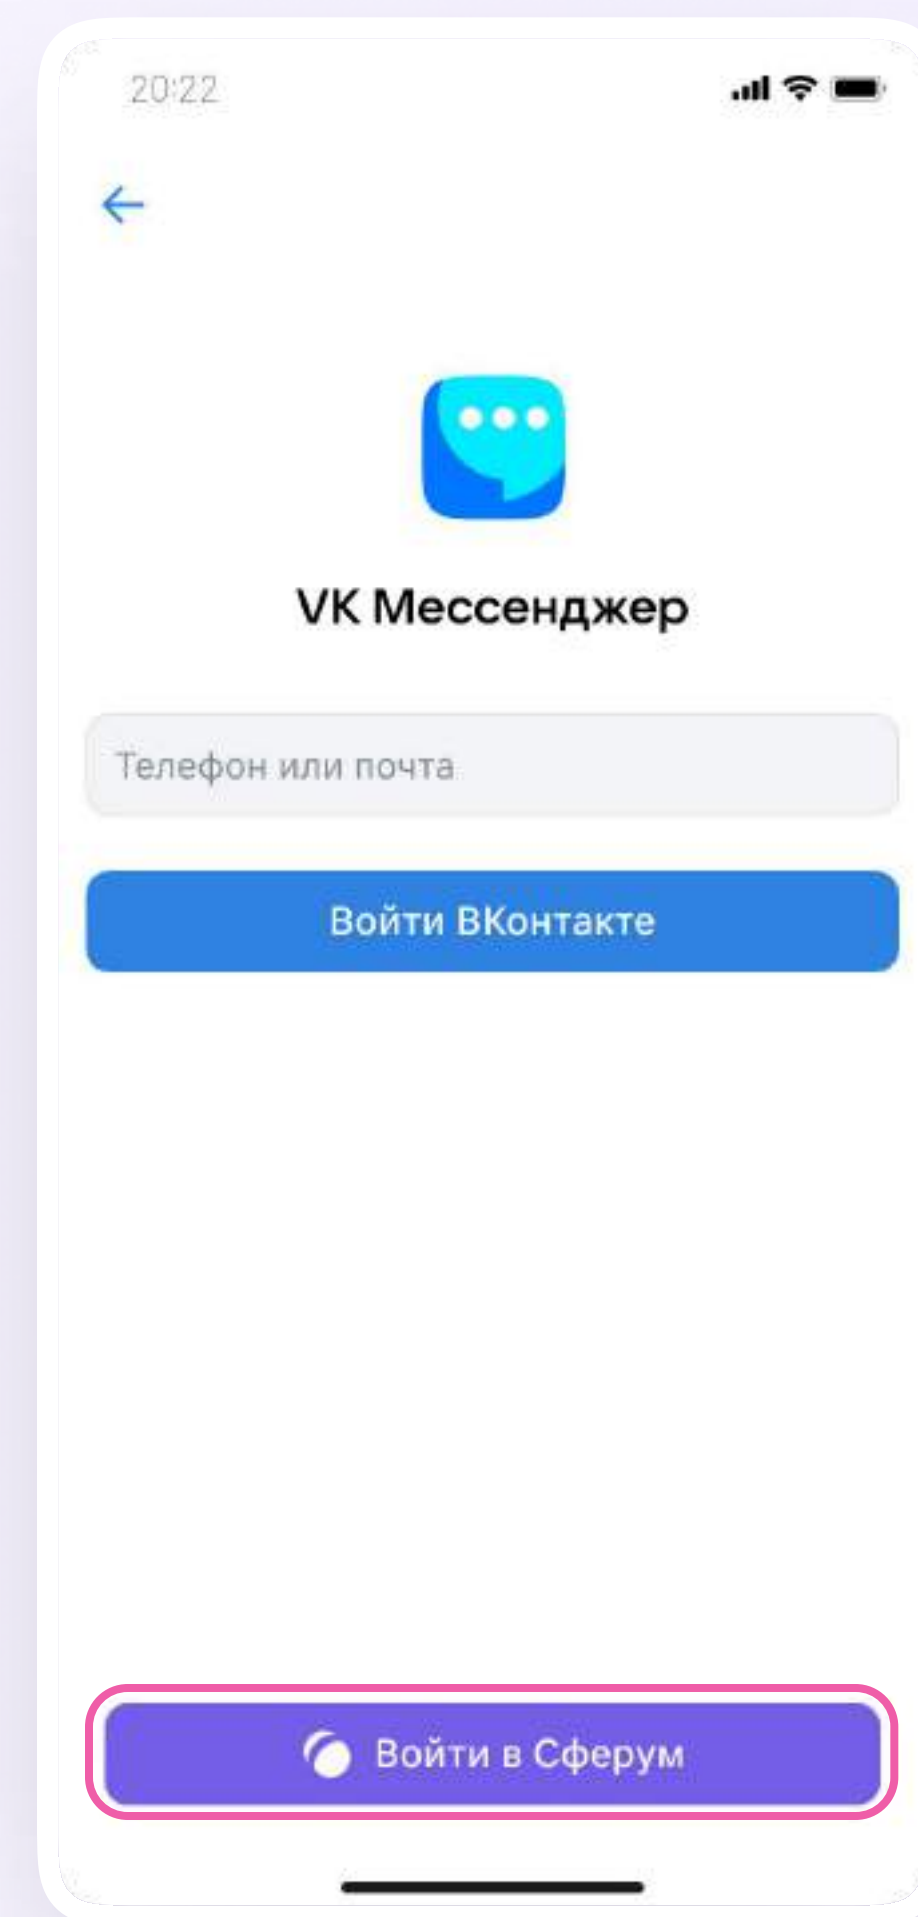 20:22
VK Мессенджер
Телефон или почта
Войти ВКонтакте
Войти в Сферум